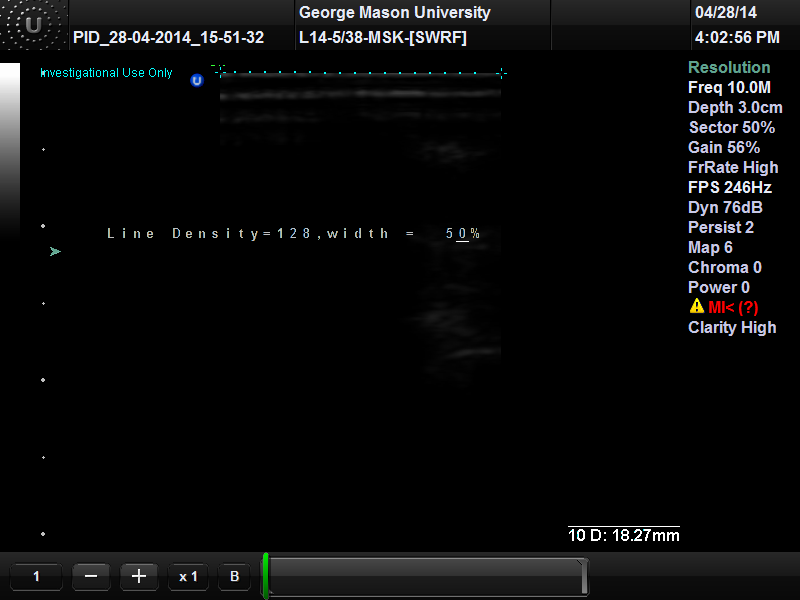 George Mason University
04/28/14
U
PID_28-04-2014_15-51-32
L14-5/38-MSK-[SWRF]
4:02:56 PM
Investigational Use Only
U
Resolution
Freq 10.0M
Depth 3.0cm
Sector 50%
Gain 56%
FrRate High
FPS 246Hz
Dyn 76dB
Persist 2
Map 6
Chroma 0
Power 0
MI< (?)
Clarity High
Line Density=128,width = 50%
10 D: 18.27mm
1
x 1
B